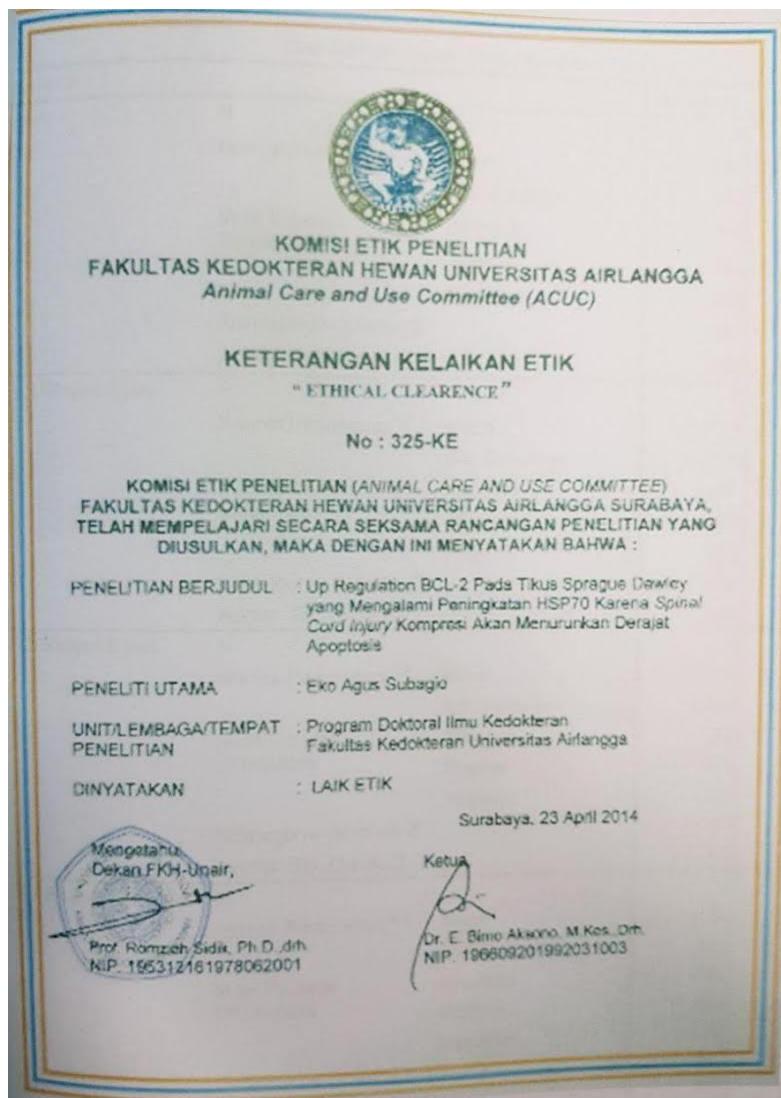 KOMISI ETIK PENELITIAN
FAKULTAS KEDOKTERAN HEWAN UNIVERSITAS AIRLANGGA
Animal Care and Use Committee (ACUC)
KETERANGAN KELAIKAN ETIK
" ETHICAL CLEARENCE "
No : 325-KE
KOMISI ETIK PENELITIAN (ANIMAL CARE AND USE COMMITTEE)
FAKULTAS KEDOKTERAN HEWAN UNIVERSITAS AIRLANGGA SURABAYA,
TELAH MEMPELAJARI SECARA SEKSAMA RANCANGAN PENELITIAN YANG
DIUSULKAN, MAKA DENGAN INI MENYATAKAN BAHWA :
PENELITIAN BERJUDUL : Up Regulation BCL-2 Pada Tikus Sprague Dawley
yang Mengalami Peningkatan HSP70 Karena Spinal
Cord Injury Kompresi Akan Menurunkan Derajat
Apoptosis
PENELITI UTAMA : Eko Agus Subagio
UNIT/LEMBAGA/TEMPAT : Program Doktoral Ilmu Kedokteran
PENELITIAN Fakultas Kedokteran Universitas Airlangga
DINYATAKAN : LAIK ETIK
Surabaya, 23 April 2014
Mengetahui
Dekan FKH-Unair,
Prof. Romziah Sidik, Ph.D.,drh.
NIP. 195312161978062001
Ketua
Dr. E. Bimo Aksono, M.Kes., Drh.
NIP. 196609201992031003